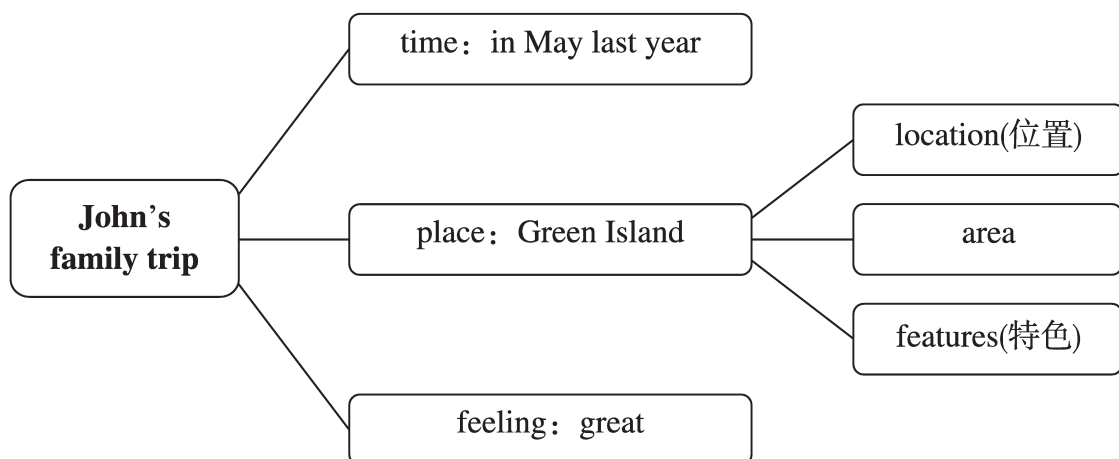 time：in May last year
location(位置)
John's
family trip
place：Green Island
area
features(特色)
feeling：great